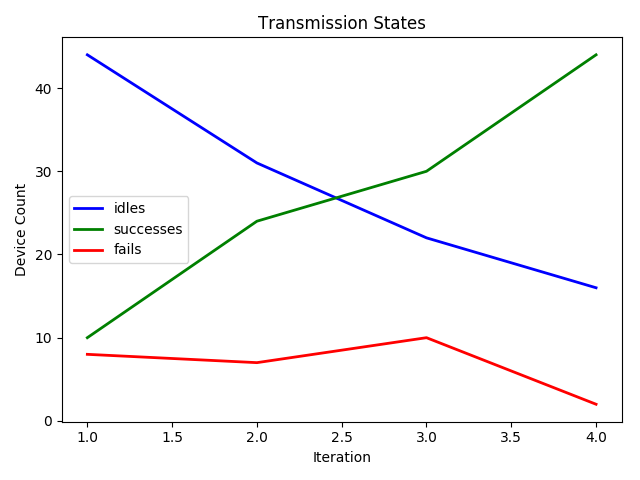 Transmission States
Device Count
40
30
20
10
0
idles
successes
fails
1.0 1.5 2.0 2.5 3.0 3.5 4.0
Iteration